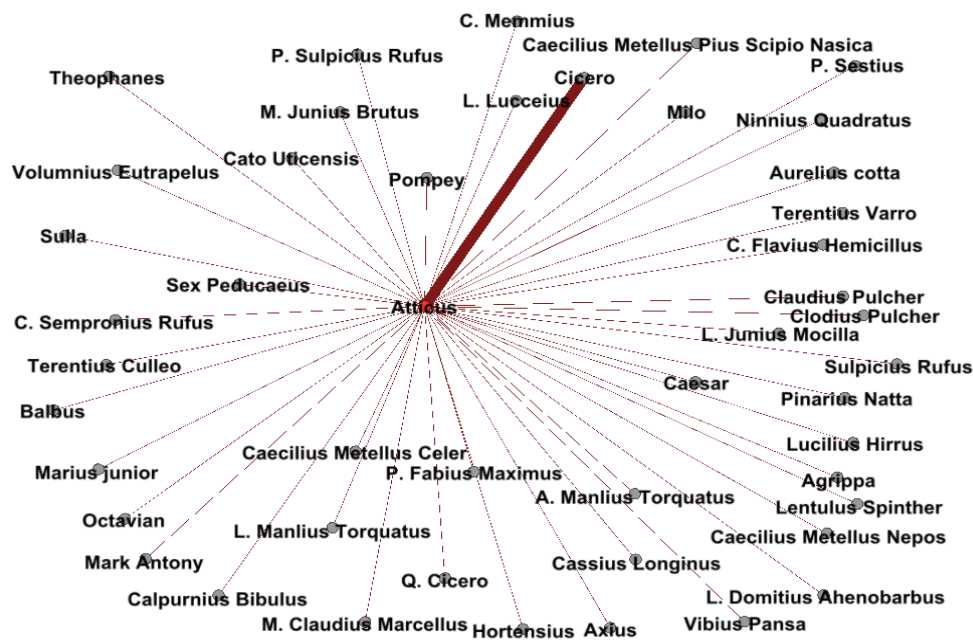 C. Memmius
Caecilius Metellus Pius Scipio Nasica
P. Sulpicius Rufus
P. Sestius
Theophanes
Cicero
L. Lucceius
M. Junius Brutus
Milo
Ninnius Quadratus
Cato Uticensis
Volumnius Eutrapelus
Pompey
Aurelius cotta
Terentius Varro
Sulla
C. Flavius Hemicillus
Sex Peducaeus
Claudius Pulcher
Atticus
Clodius Pulcher
C. Sempronius Rufus
L. Jumius Mocilla
Terentius Culleo
Sulpicius Rufus
Caesar
Pinarius Natta
Balbus
Lucilius Hirrus
Caecilius Metellus Celer
Marius junior
P. Fabius Maximus
Agrippa
A. Manlius Torquatus
Lentulus Spinther
Octavian
L. Manlius Torquatus
Caecilius Metellus Nepos
Mark Antony
Cassius Longinus
Q. Cicero
Calpurnius Bibulus
L. Domitius Ahenobarbus
M. Claudius Marcellus
Hortensius
Axius
Vibius Pansa